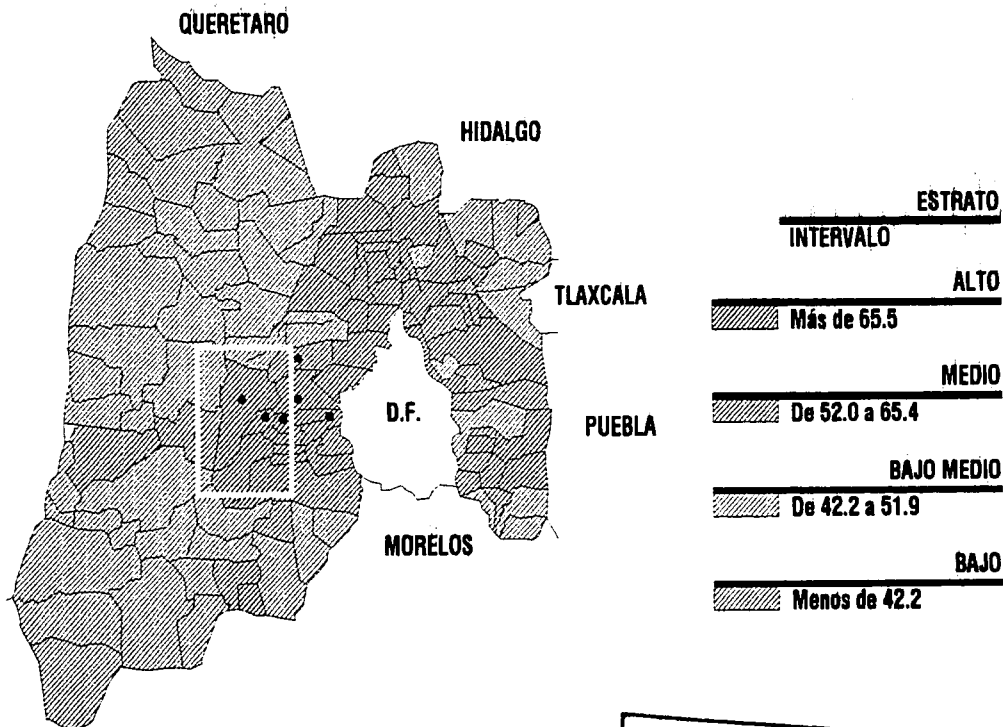 QUERETARO
HIDALGO
TLAXCALA
D.F.
PUEBLA
MORELOS
ESTRATO
INTERVALO
ALTO
Más de 65.5
MEDIO
De 52.0 a 65.4
BAJO MEDIO
De 42.2 a 51.9
BAJO
Menos de 42.2